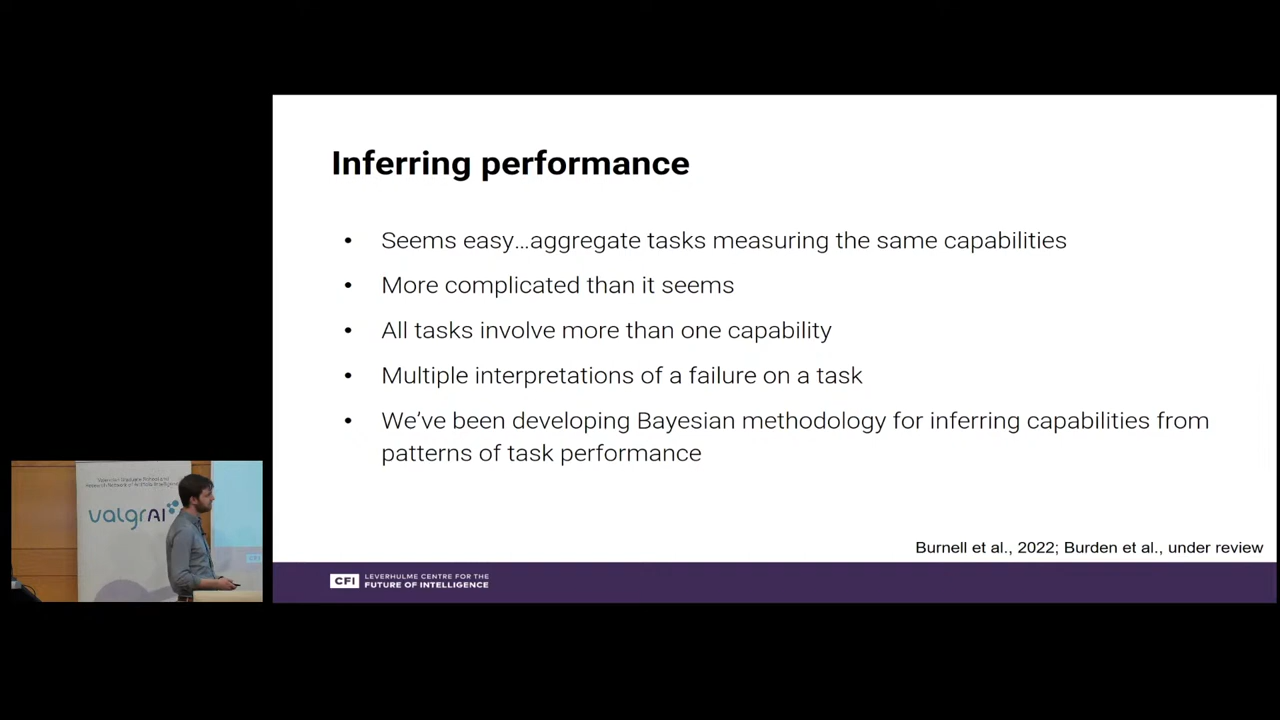 Inferring performance
• Seems easy…aggregate tasks measuring the same capabilities
• More complicated than it seems
• All tasks involve more than one capability
• Multiple interpretations of a failure on a task
• We’ve been developing Bayesian methodology for inferring capabilities from
patterns of task performance
Burnell et al., 2022; Burden et al., under review
CFI
LEVERHULME CENTRE FOR THE
FUTURE OF INTELLIGENCE
valgrAI